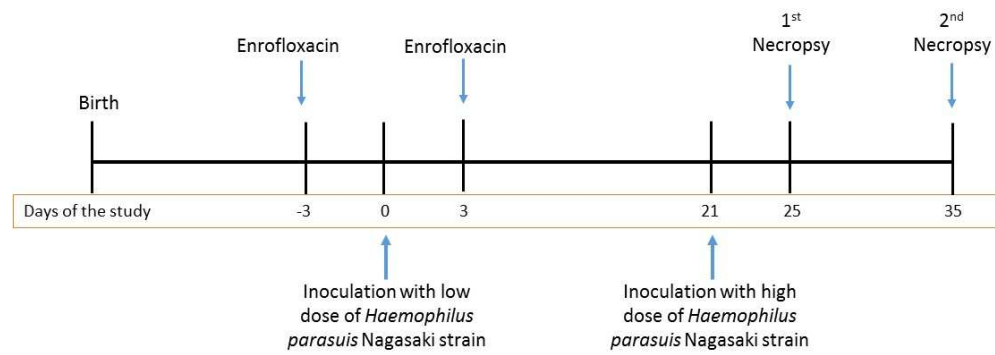 1st
Necropsy
2nd
Necropsy
Enrofloxacin
Enrofloxacin
Birth
Days of the study
-3
0
3
21
25
35
Inoculation with low
dose of Haemophilus
parasuis Nagasaki strain
Inoculation with high
dose of Haemophilus
parasuis Nagasaki strain